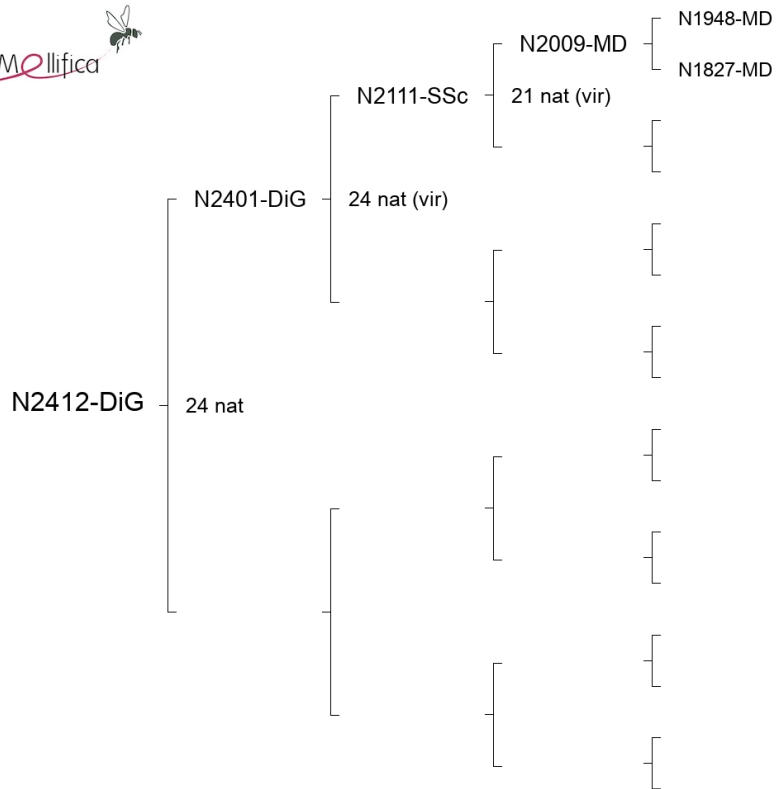 Mellifica
N1948-MD
N2009-MD
N1827-MD
N2111-SSc
21 nat (vir)
N2401-DiG
24 nat (vir)
N2412-DiG
24 nat